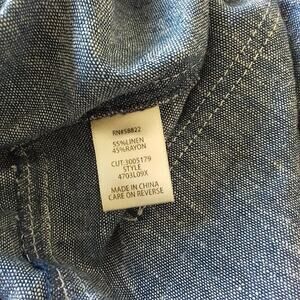 RN#58822
55%LINEN
45%RAYON
CUT:3005179
STYLE
4703L09X
MADE IN CHINA
CARE ON REVERSE